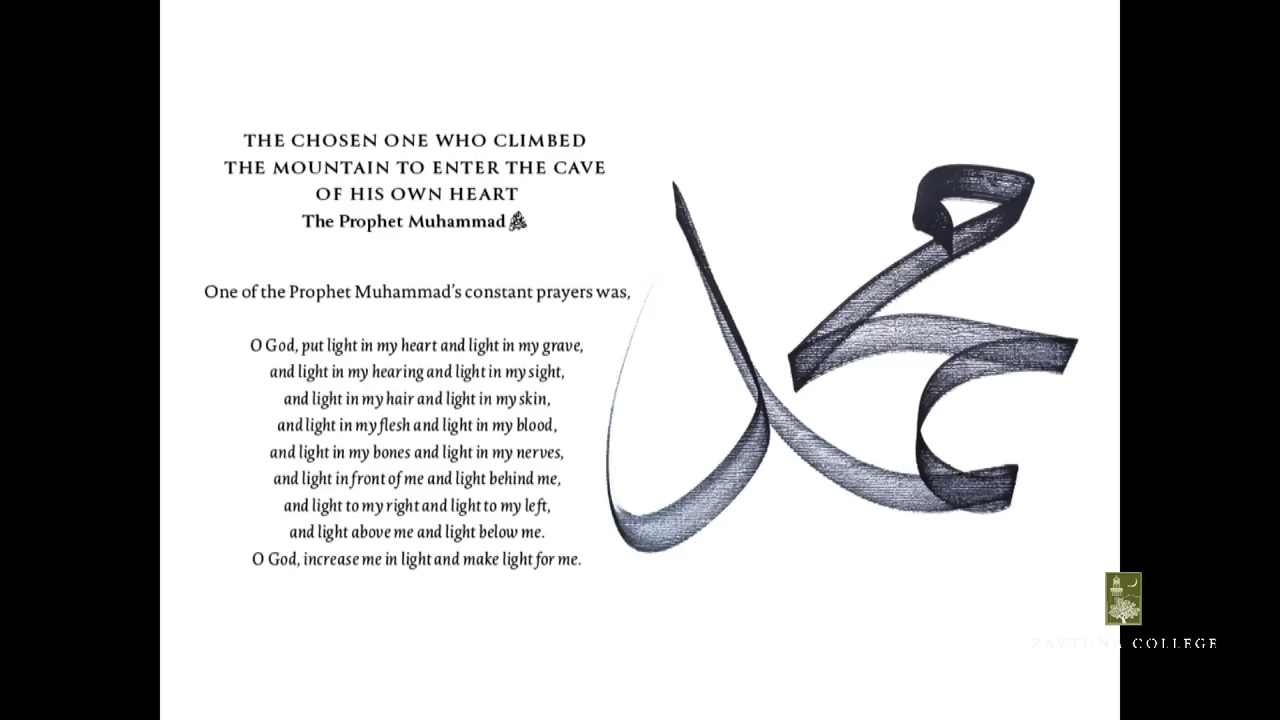 THE CHOSEN ONE WHO CLIMBED
THE MOUNTAIN TO ENTER THE CAVE
OF HIS OWN HEART
The Prophet Muhammad ﷺ
One of the Prophet Muhammad’s constant prayers was,
O God, put light in my heart and light in my grave,
and light in my hearing and light in my sight,
and light in my hair and light in my skin,
and light in my flesh and light in my blood,
and light in my bones and light in my nerves,
and light in front of me and light behind me,
and light to my right and light to my left,
and light above me and light below me.
O God, increase me in light and make light for me.
محمد
ZAYTUNA COLLEGE